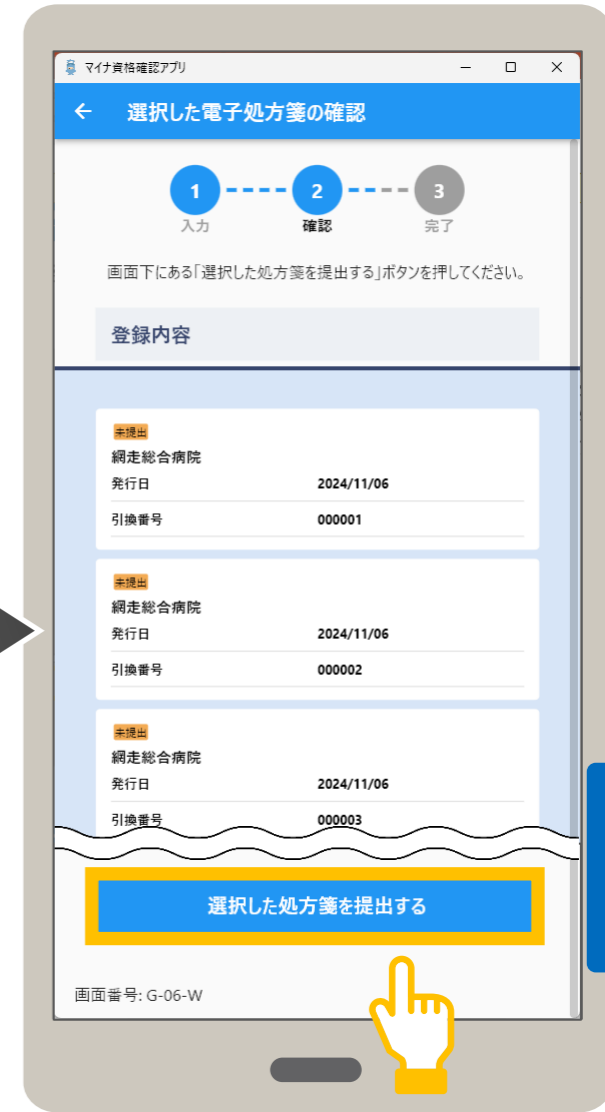 マイナ資格確認アプリ
選択した電子処方箋の確認
1 2 3
入力 確認 完了
画面下にある「選択した処方箋を提出する」ボタンを押してください。
登録内容
未提出
網走総合病院
発行日 2024/11/06
引換番号 000001
未提出
網走総合病院
発行日 2024/11/06
引換番号 000002
未提出
網走総合病院
発行日 2024/11/06
引換番号 000003
選択した処方箋を提出する
画面番号: G-06-W